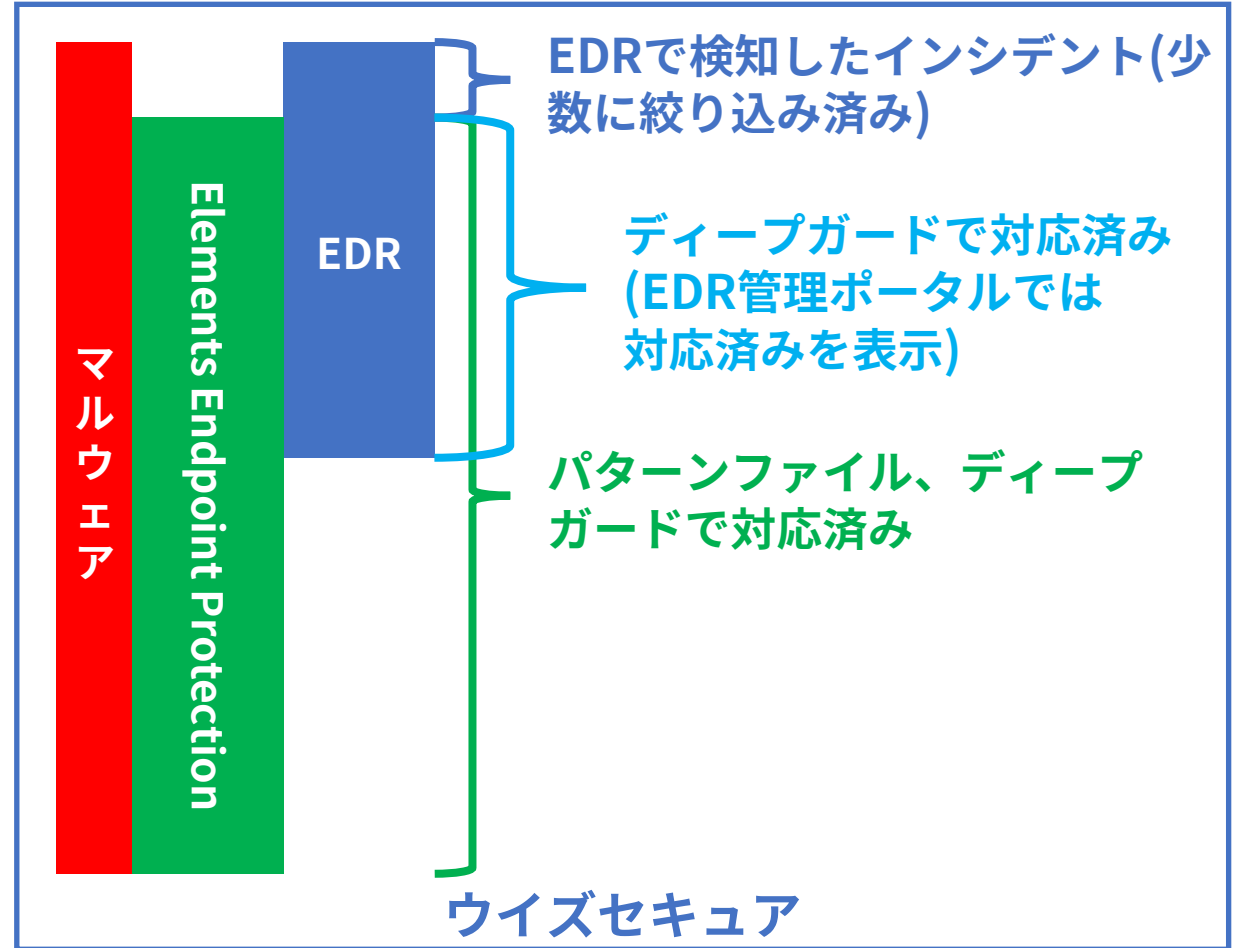 マルウェア
Elements Endpoint Protection
EDR
EDRで検知したインシデント(少
数に絞り込み済み)
ディープガードで対応済み
(EDR管理ポータルでは
対応済みを表示)
パターンファイル、ディープ
ガードで対応済み
ウイズセキュア